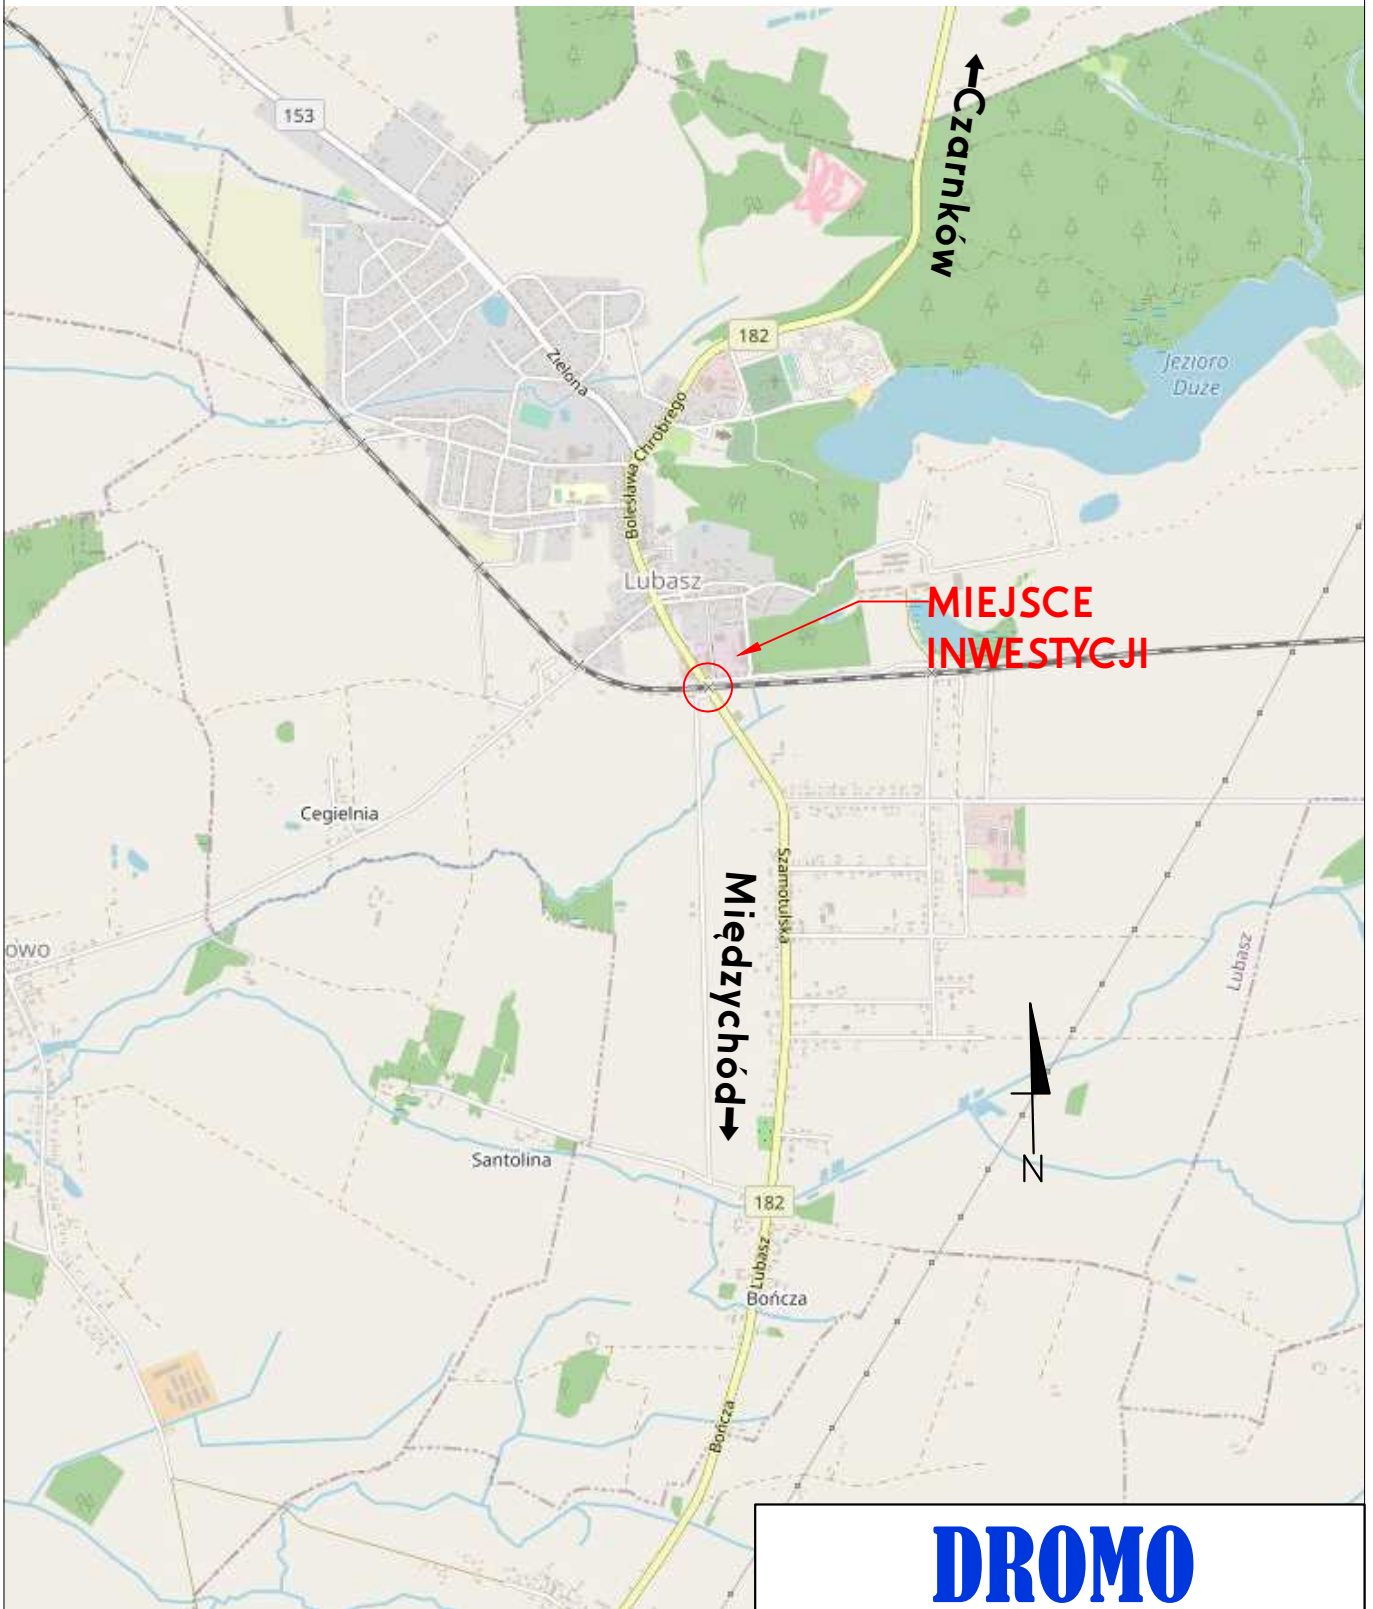 153
Czarnków
182
Jezioro
Duże
Zielona
Bolesława Chrobrego
Lubasz
MIEJSCE
INWESTYCJI
Cegielnia
Szamotulska
Międzychód
owo
Lubasz
N
Santolina
182
Lubasz
Bończa
Bończa
DROMO